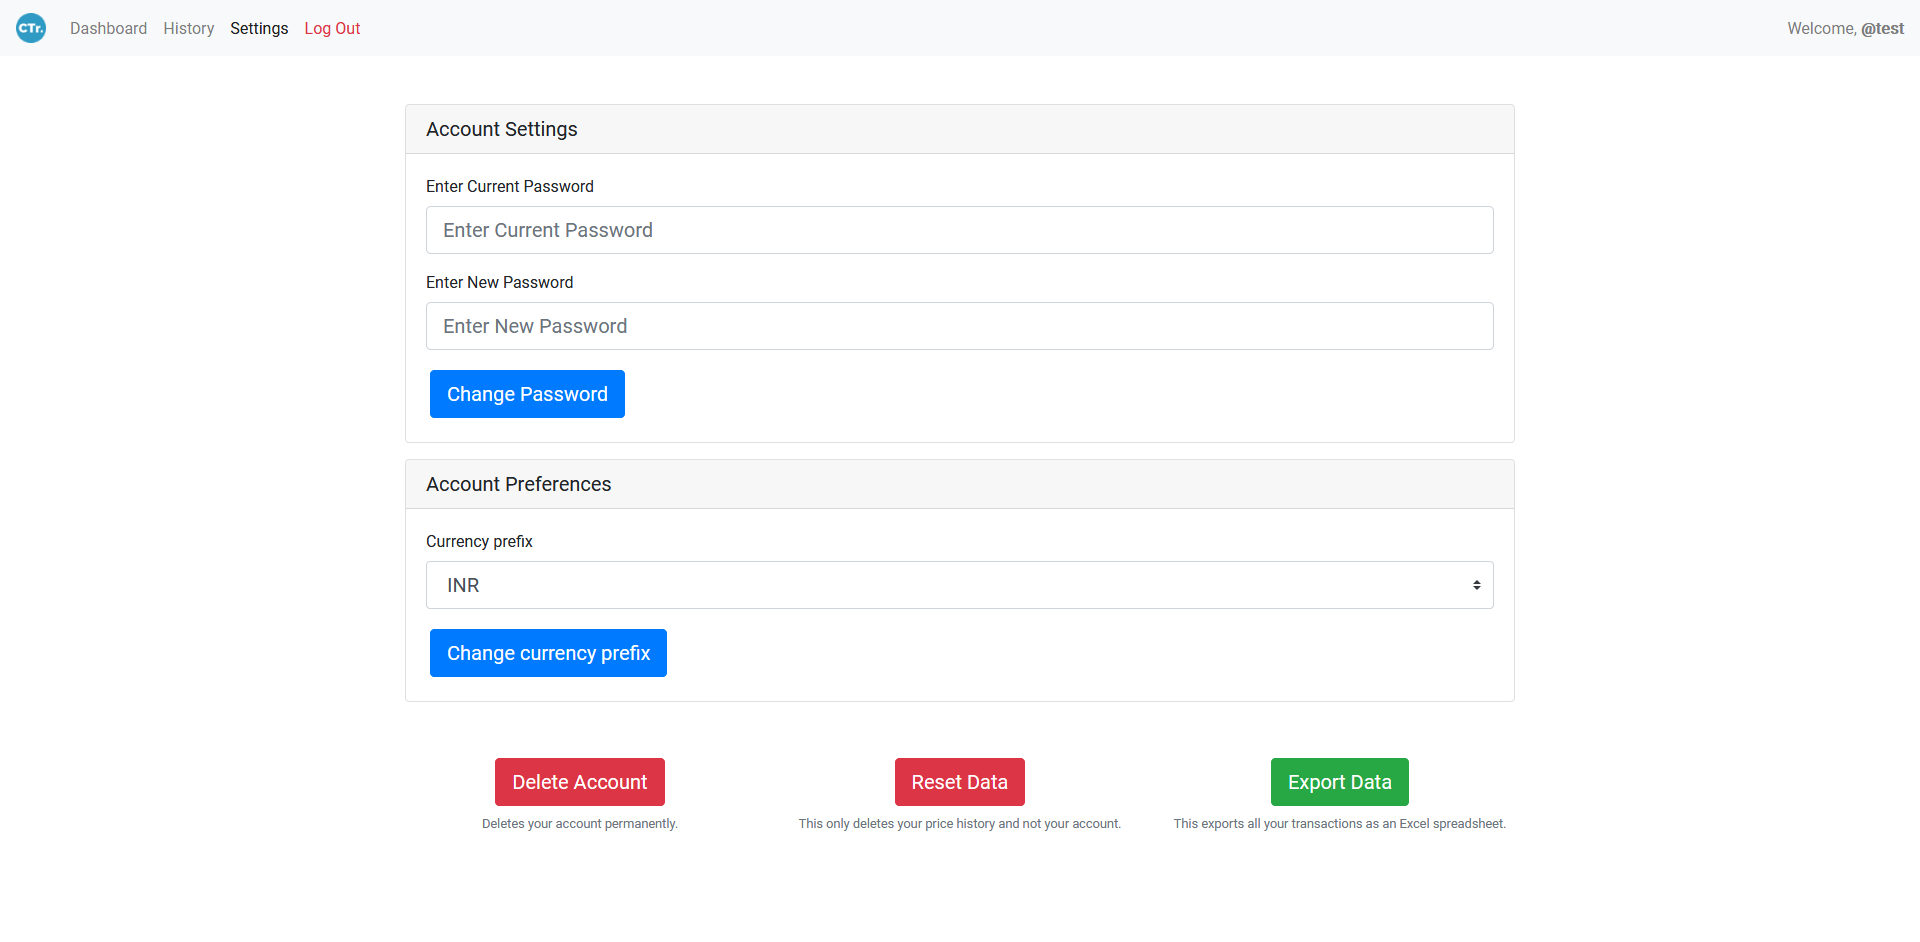 CTr. Dashboard History Settings Log Out Welcome, @test
Account Settings
Enter Current Password
Enter Current Password
Enter New Password
Enter New Password
Change Password
Account Preferences
Currency prefix
INR
Change currency prefix
Delete Account
Deletes your account permanently.
Reset Data
This only deletes your price history and not your account.
Export Data
This exports all your transactions as an Excel spreadsheet.